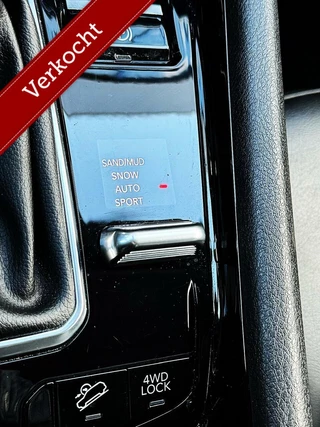 Verkocht
SAND/MUD
SNOW
AUTO
SPORT
4WD
LOCK